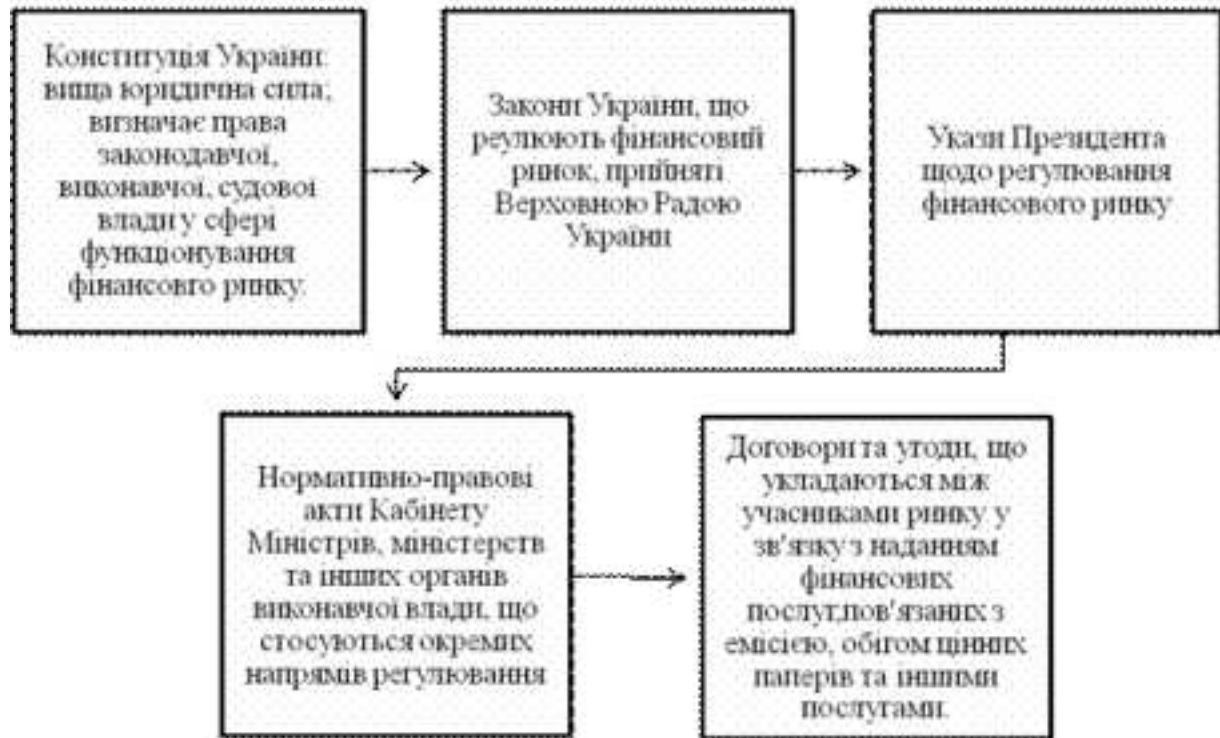 Конституція України:
вища юридична сила;
визначає права
законодавчої,
виконавчої, судової
влади у сфері
функціонування
фінансовго ринку.
Закони України, що
реулюють фінансовий
ринок, прийняті
Верховною Радою
України
Укази Президента
щодо регулювання
фінансового ринку
Нормативно-правові
акти Кабінету
Міністрів, міністерств
та інших органів
виконавчої влади, що
стосуються окремих
напрямів регулювання
Договори та угоди, що
укладаються між
учасниками ринку у
зв'язку з наданням
фінансових
послуг,пов'язаних з
емісією, обігом цінних
паперів та іншими
послугами.